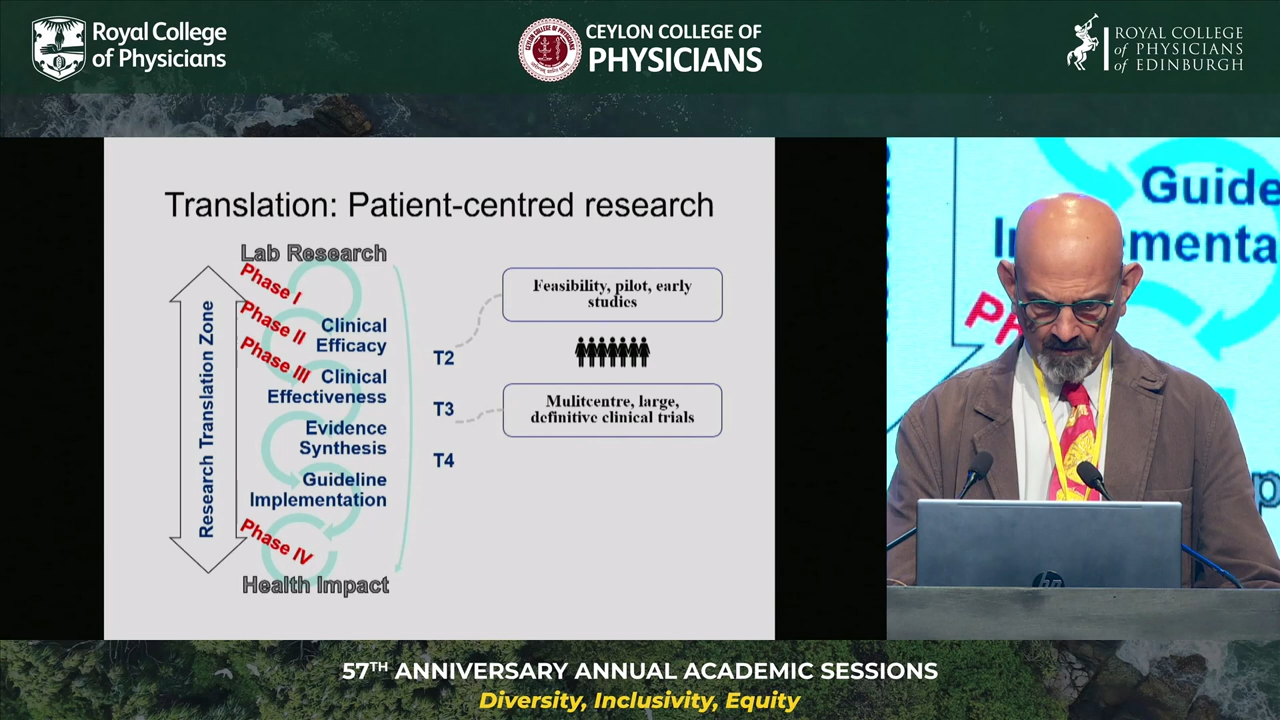 Royal College
of Physicians
CEYLON COLLEGE OF
PHYSICIANS
ROYAL COLLEGE
of PHYSICIANS
of EDINBURGH
Translation: Patient-centred research
Lab Research
Phase I
Phase II
Phase III
Research Translation Zone
Clinical
Efficacy
Clinical
Effectiveness
Evidence
Synthesis
Guideline
Implementation
Phase IV
Health Impact
T2
T3
T4
Feasibility, pilot, early
studies
Mulitcentre, large,
definitive clinical trials
Guide
menta
hp
57TH ANNIVERSARY ANNUAL ACADEMIC SESSIONS
Diversity, Inclusivity, Equity